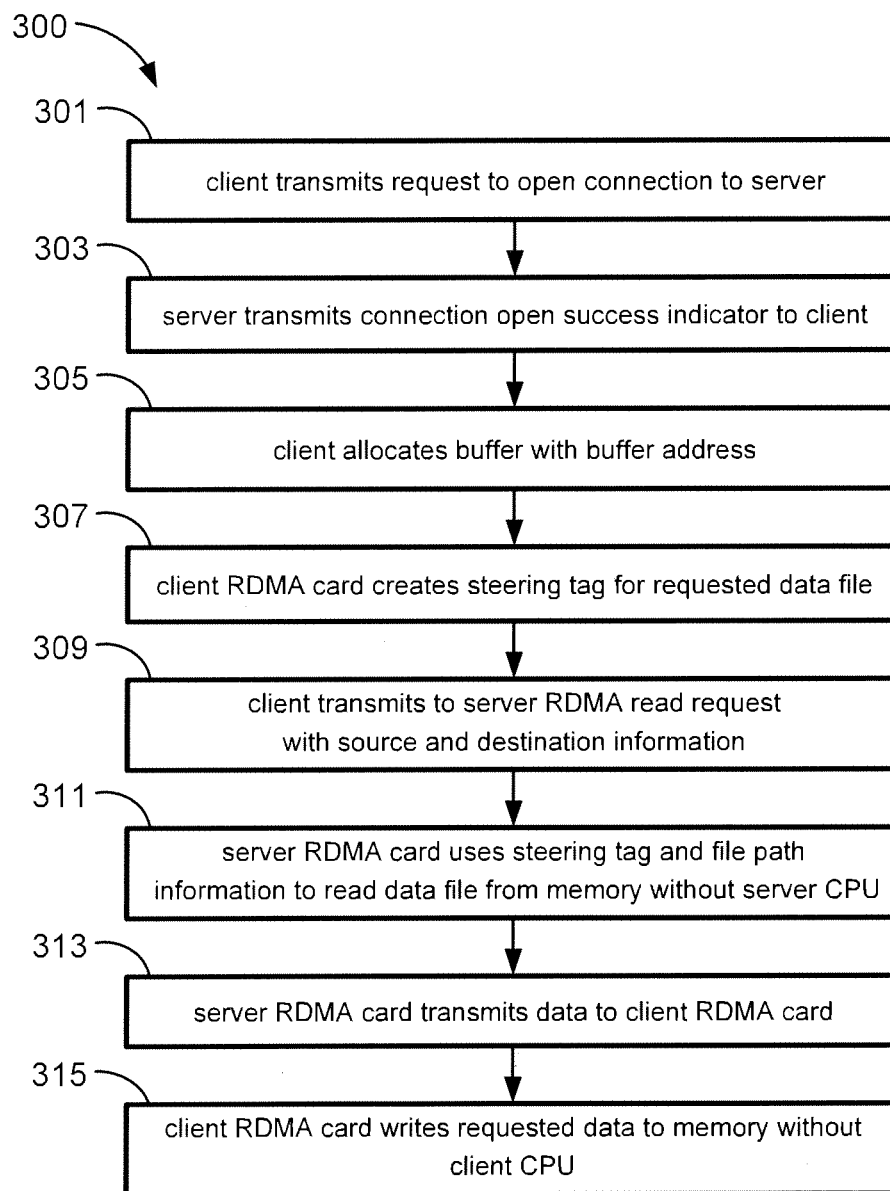 300
301
client transmits request to open connection to server
303
server transmits connection open success indicator to client
305
client allocates buffer with buffer address
307
client RDMA card creates steering tag for requested data file
309
client transmits to server RDMA read request
with source and destination information
311
server RDMA card uses steering tag and file path
information to read data file from memory without server CPU
313
server RDMA card transmits data to client RDMA card
315
client RDMA card writes requested data to memory without
client CPU